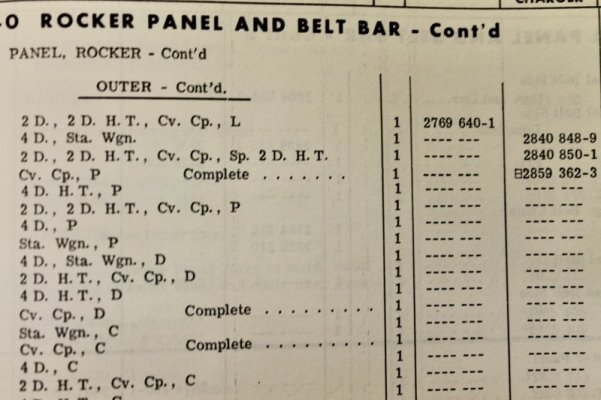 CHARGER
-0 ROCKER PANEL AND BELT BAR - Cont'd
PANEL, ROCKER - Cont'd
OUTER - Cont'd.
2 D., 2 D. H. T., Cv. Cp., L 1 2769 640-1
4 D., Sta. Wgn. 1 ----- --- 2840 848-9
2 D., 2 D. H. T., Cv. Cp., Sp. 2 D. H. T. 1 ----- --- 2840 850-1
Cv. Cp., P Complete . . . . . . . 1 ----- --- ⊟2859 362-3
4 D. H. T., P 1 ----- --- ---- ---
2 D., 2 D. H. T., Cv. Cp., P 1 ----- --- ---- ---
4 D., P 1 ----- --- ---- ---
Sta. Wgn., P 1 ----- --- ---- ---
4 D., Sta. Wgn., D 1 ----- --- ---- ---
2 D. H. T., Cv. Cp., D 1 ----- --- ---- ---
4 D. H. T., D 1 ----- --- ---- ---
Cv. Cp., D Complete . . . . . . . . . 1 ----- --- ---- ---
Sta. Wgn., C 1 ----- --- ---- ---
Cv. Cp., C Complete . . . . . . . . . 1 ----- --- ---- ---
4 D., C 1 ----- --- ---- ---
2 D. H. T., Cv. Cp., C 1 ----- --- ---- ---